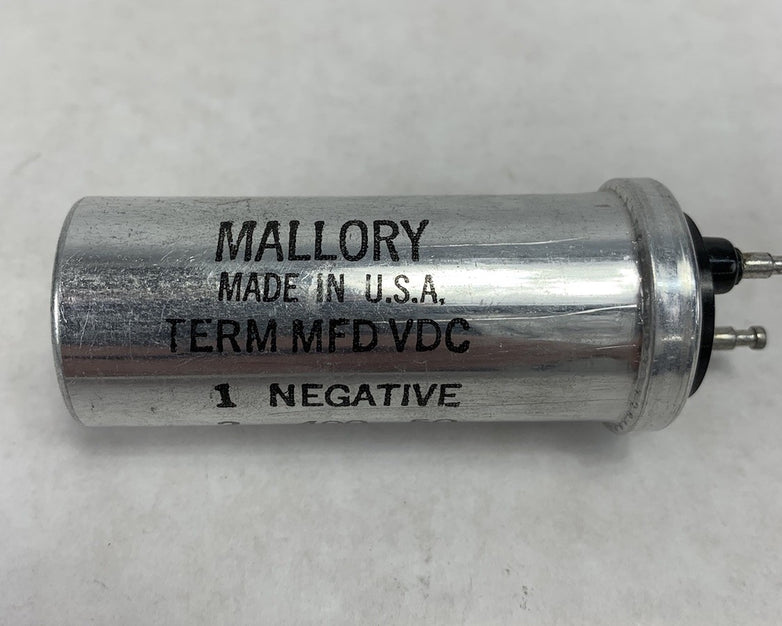 MALLORY
MADE IN U.S.A.
TERM MFD VDC
1 NEGATIVE